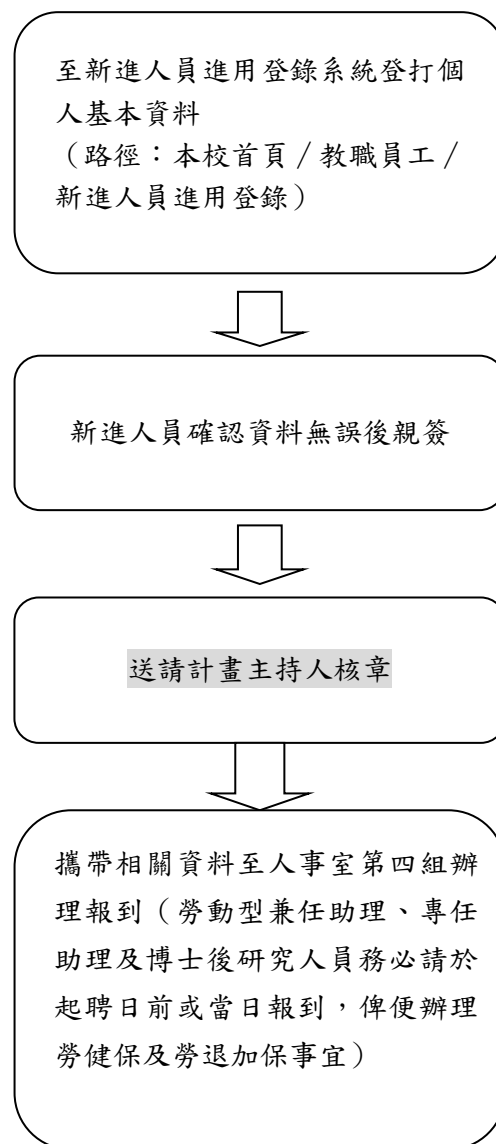 至新進人員進用登錄系統登打個
人基本資料
（路徑：本校首頁／教職員工／
新進人員進用登錄）
新進人員確認資料無誤後親簽
送請計畫主持人核章
攜帶相關資料至人事室第四組辦
理報到（勞動型兼任助理、專任
助理及博士後研究人員務必請於
起聘日前或當日報到，俾便辦理
勞健保及勞退加保事宜）